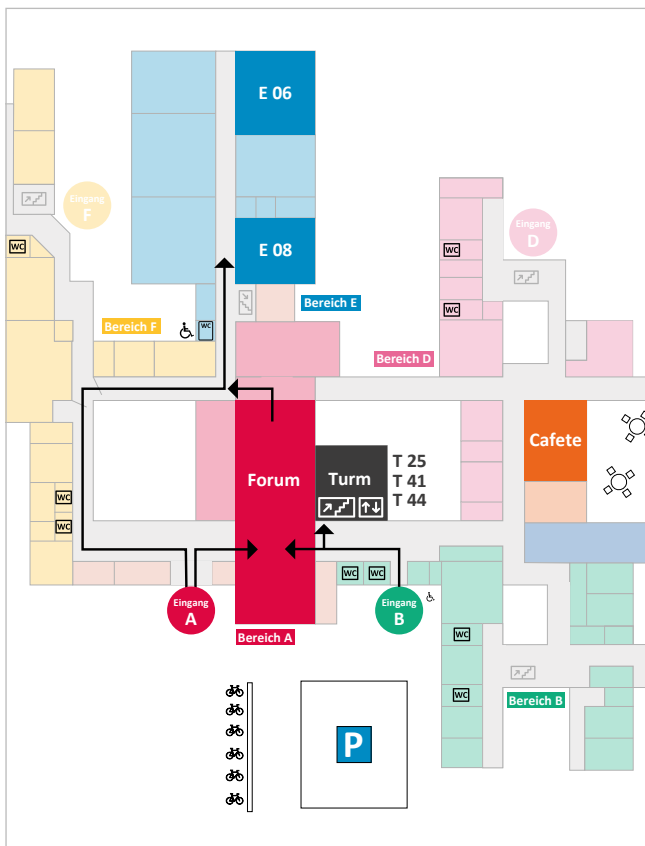 E 06
Eingang
F
WC
E 08
Eingang
D
WC
Bereich E
WC
Bereich F
WC
Bereich D
Cafete
Forum
Turm
T 25
T 41
T 44
WC
WC
WC
WC
Eingang
A
Eingang
B
Bereich A
WC
WC
Bereich B
P